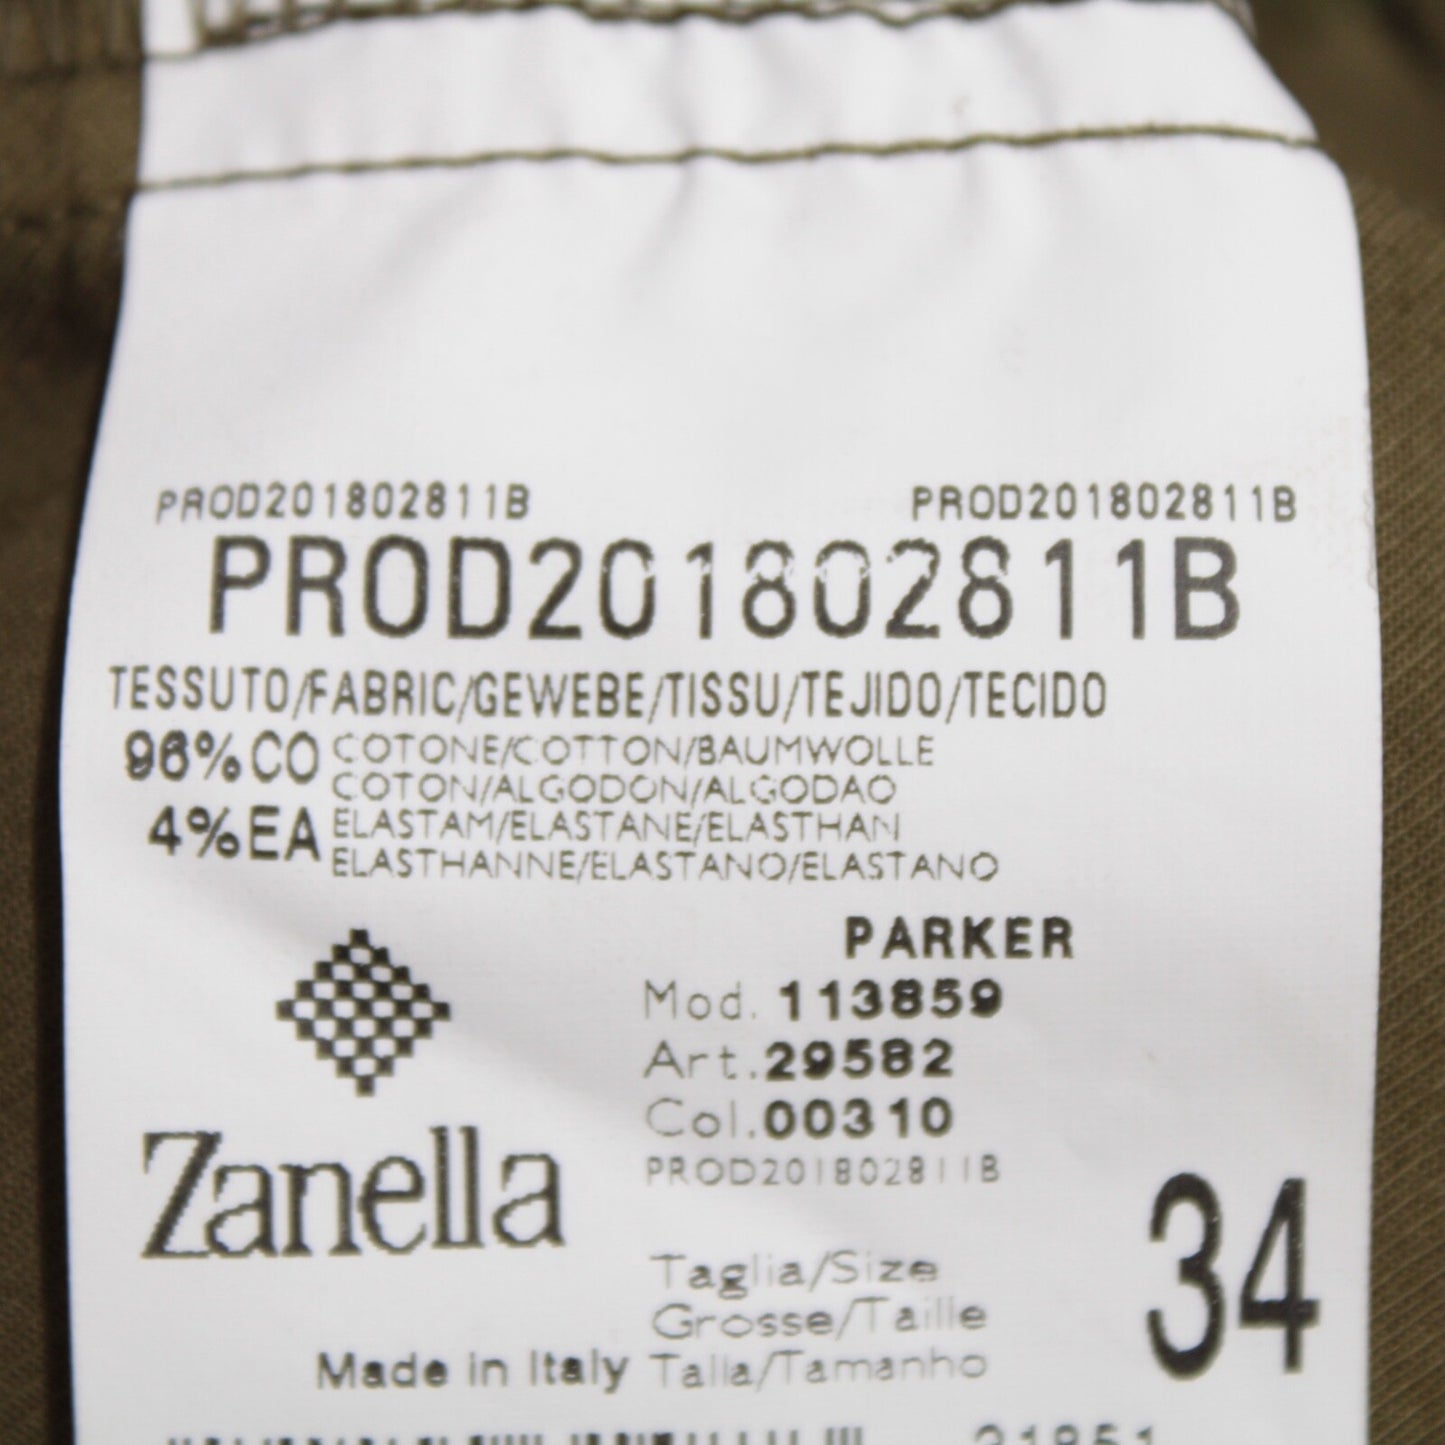 PROD201802811B PROD201802811B
PROD201802811B
TESSUTO/FABRIC/GEWEBE/TISSU/TEJIDO/TECIDO
96%CO COTONE/COTTON/BAUMWOLLE
COTON/ALGODON/ALGODAO
4%EA ELASTAM/ELASTANE/ELASTHAN
ELASTHANNE/ELASTANO/ELASTANO
PARKER
Mod. 113859
Art.29582
Col.00310
PROD201802811B
Zanella
34
Taglia/Size
Grosse/Taille
Made in Italy Talla/Tamanho